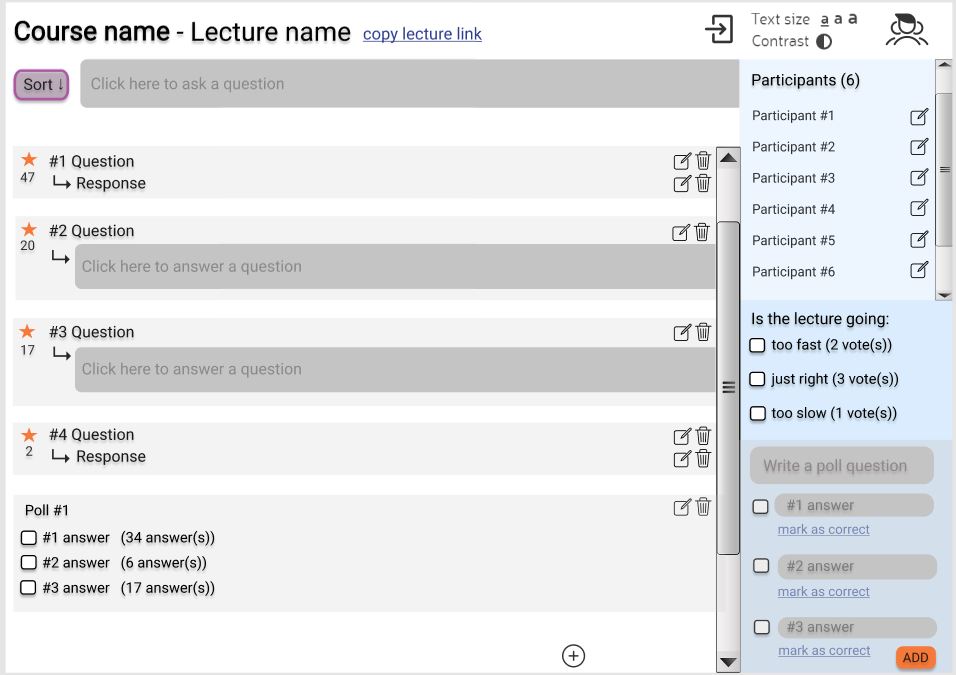 Course name - Lecture name copy lecture link
Text size a a a
Contrast
Sort ↓
Click here to ask a question
#1 Question
47
Response
#2 Question
20
Click here to answer a question
#3 Question
17
Click here to answer a question
#4 Question
2
Response
Poll #1
#1 answer (34 answer(s))
#2 answer (6 answer(s))
#3 answer (17 answer(s))
Participants (6)
Participant #1
Participant #2
Participant #3
Participant #4
Participant #5
Participant #6
Is the lecture going:
too fast (2 vote(s))
just right (3 vote(s))
too slow (1 vote(s))
Write a poll question
#1 answer
mark as correct
#2 answer
mark as correct
#3 answer
mark as correct
ADD